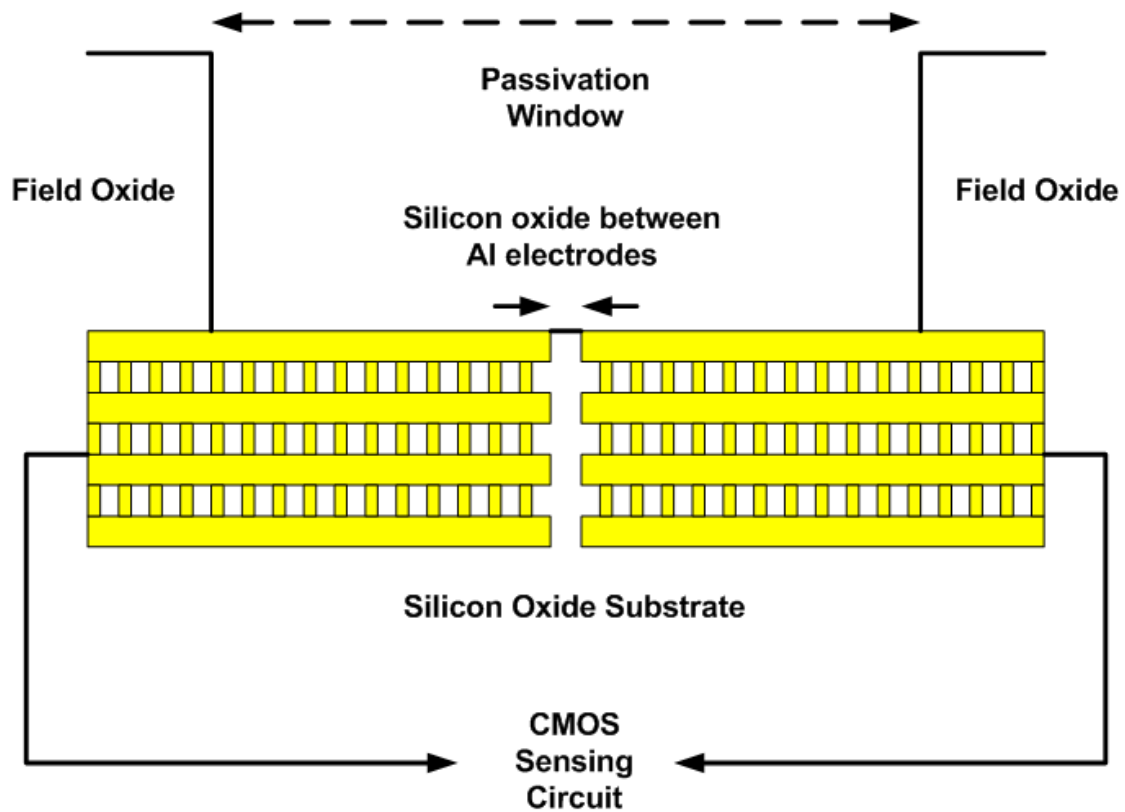 Passivation
Window
Field Oxide
Field Oxide
Silicon oxide between
Al electrodes
Silicon Oxide Substrate
CMOS
Sensing
Circuit